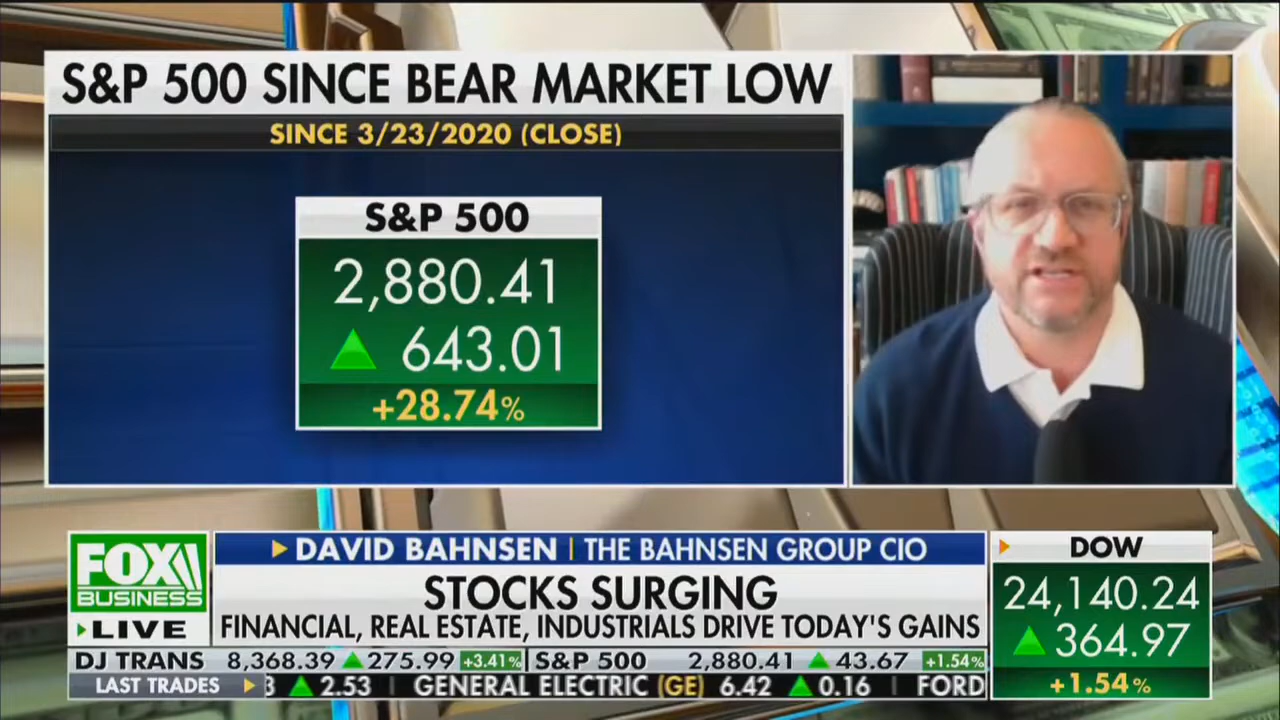 S&P 500 SINCE BEAR MARKET LOW
SINCE 3/23/2020 (CLOSE)
S&P 500
2,880.41
▲ 643.01
+28.74%
FOX BUSINESS
LIVE
DAVID BAHNSEN | THE BAHNSEN GROUP CIO
STOCKS SURGING
FINANCIAL, REAL ESTATE, INDUSTRIALS DRIVE TODAY'S GAINS
DOW
24,140.24
▲ 364.97
+1.54%
DJ TRANS 8,368.39 ▲ 275.99 +3.41% S&P 500 2,880.41 ▲ 43.67 +1.54%
LAST TRADES 3 ▲ 2.53 | GENERAL ELECTRIC (GE) 6.42 ▲ 0.16 | FORD